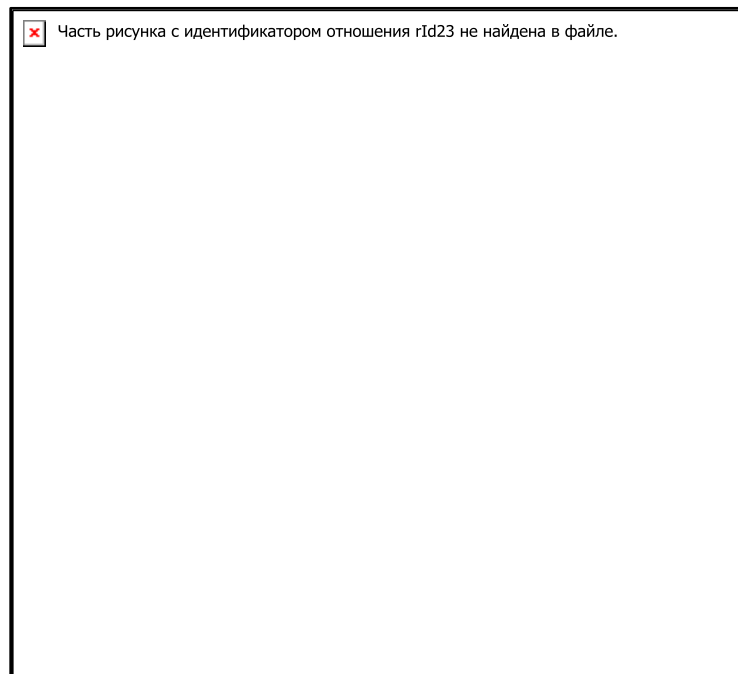 Часть рисунка с идентификатором отношения rId23 не найдена в файле.